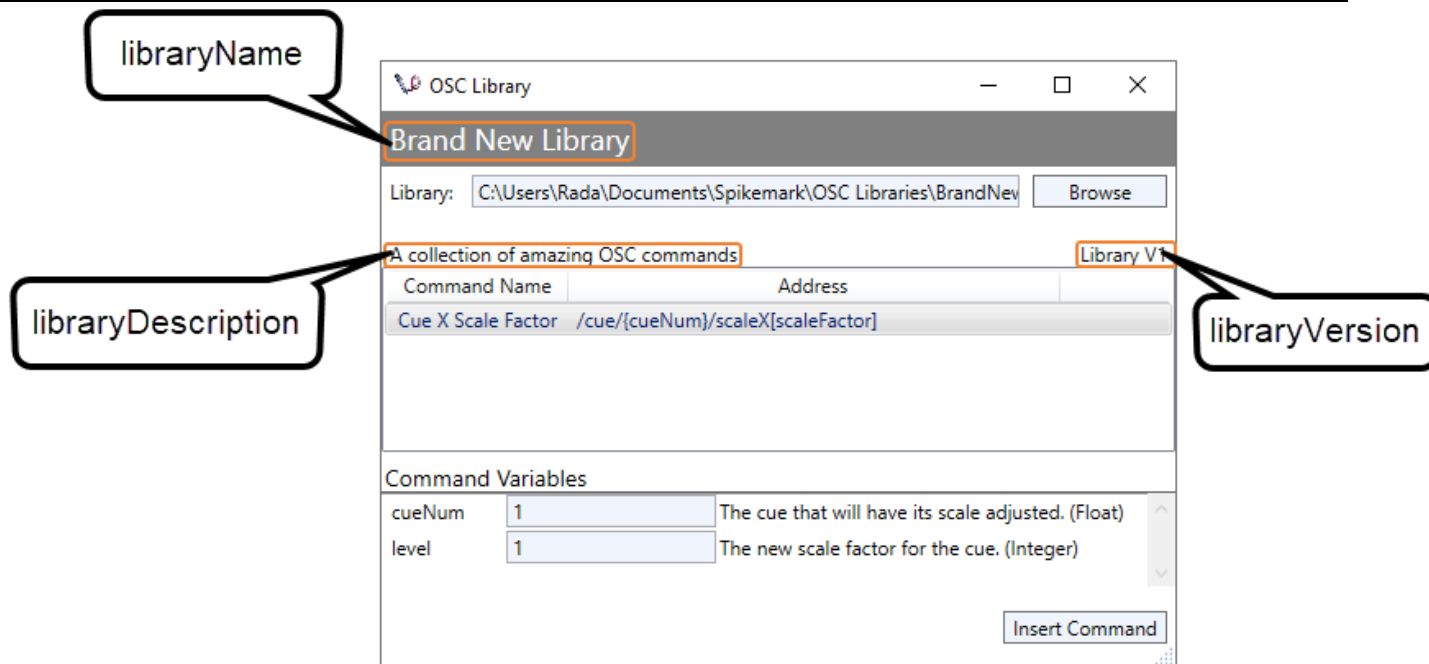 libraryName
OSC Library
Brand New Library
Library: C:\Users\Rada\Documents\Spikemark\OSC Libraries\BrandNew Browse
A collection of amazing OSC commands Library V1
libraryDescription
libraryVersion
Command Name Address
Cue X Scale Factor /cue/{cueNum}/scaleX[scaleFactor]
Command Variables
cueNum 1 The cue that will have its scale adjusted. (Float)
level 1 The new scale factor for the cue. (Integer)
Insert Command